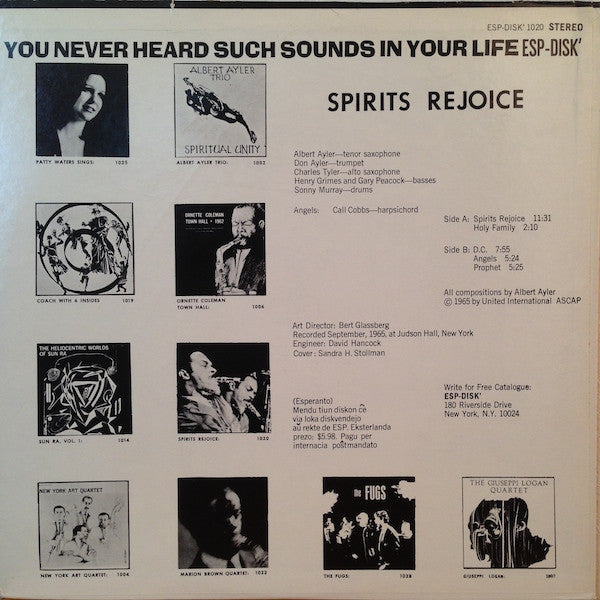 ESP-DISK' 1020 STEREO
YOU NEVER HEARD SUCH SOUNDS IN YOUR LIFE ESP-DISK'
ALBERT AYLER
TRIO
SPIRITUAL UNITY
PATTY WATERS SINGS: 1025
ALBERT AYLER TRIO: 1002
SPIRITS REJOICE
Albert Ayler—tenor saxophone
Don Ayler—trumpet
Charles Tyler—alto saxophone
Henry Grimes and Gary Peacock—basses
Sonny Murray—drums
Angels: Call Cobbs—harpsichord
Side A: Spirits Rejoice 11:31
Holy Family 2:10
Side B: D.C. 7:55
Angels 5:24
Prophet 5:25
All compositions by Albert Ayler
© 1965 by United International ASCAP
ORNETTE COLEMAN
TOWN HALL • 1962
COACH WITH 6 INSIDES 1019
ORNETTE COLEMAN
TOWN HALL: 1006
Art Director: Bert Glassberg
Recorded September, 1965, at Judson Hall, New York
Engineer: David Hancock
Cover: Sandra H. Stollman
THE HELIOCENTRIC WORLDS
OF SUN RA
SUN RA, VOL. 1: 1014
SPIRITS REJOICE: 1020
(Esperanto)
Mendu tiun diskon ĉe
via loka diskvendejo
aŭ rekte de ESP. Eksterlanda
prezo: $5.98. Pagu per
internacia poŝtmandato
Write for Free Catalogue:
ESP-DISK'
180 Riverside Drive
New York, N.Y. 10024
NEW YORK ART QUARTET
the FUGS
THE GIUSEPPI LOGAN
QUARTET
NEW YORK ART QUARTET: 1004
MARION BROWN QUARTET: 1022
THE FUGS: 1028
GIUSEPPI LOGAN: 1007